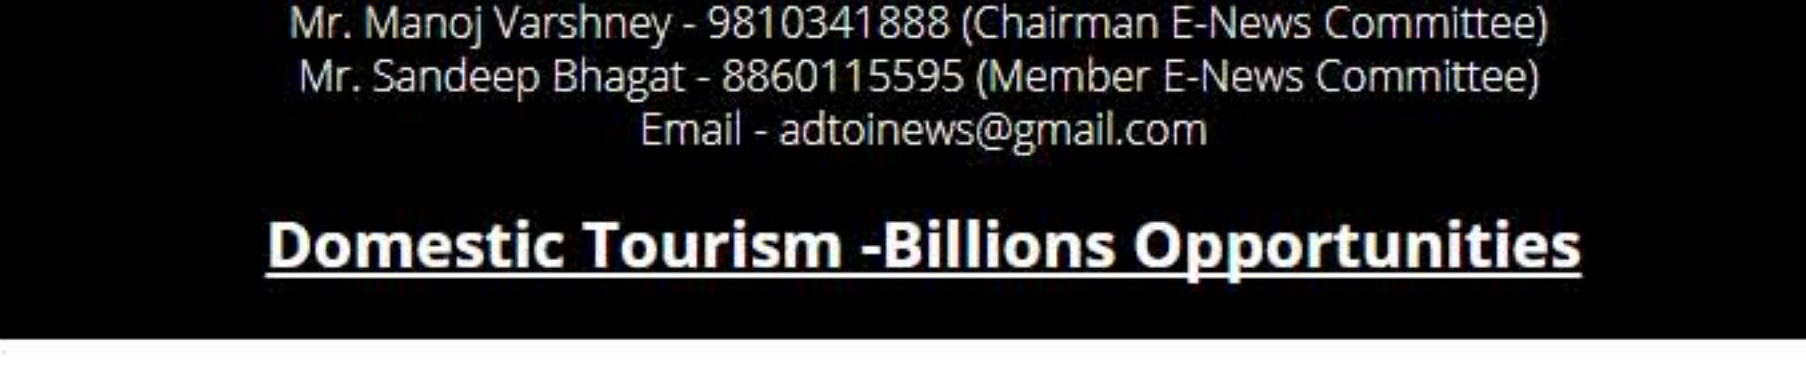 Mr. Manoj Varshney - 9810341888 (Chairman E-News Committee)
Mr. Sandeep Bhagat - 8860115595 (Member E-News Committee)
Email - adtoinews@gmail.com
Domestic Tourism -Billions Opportunities